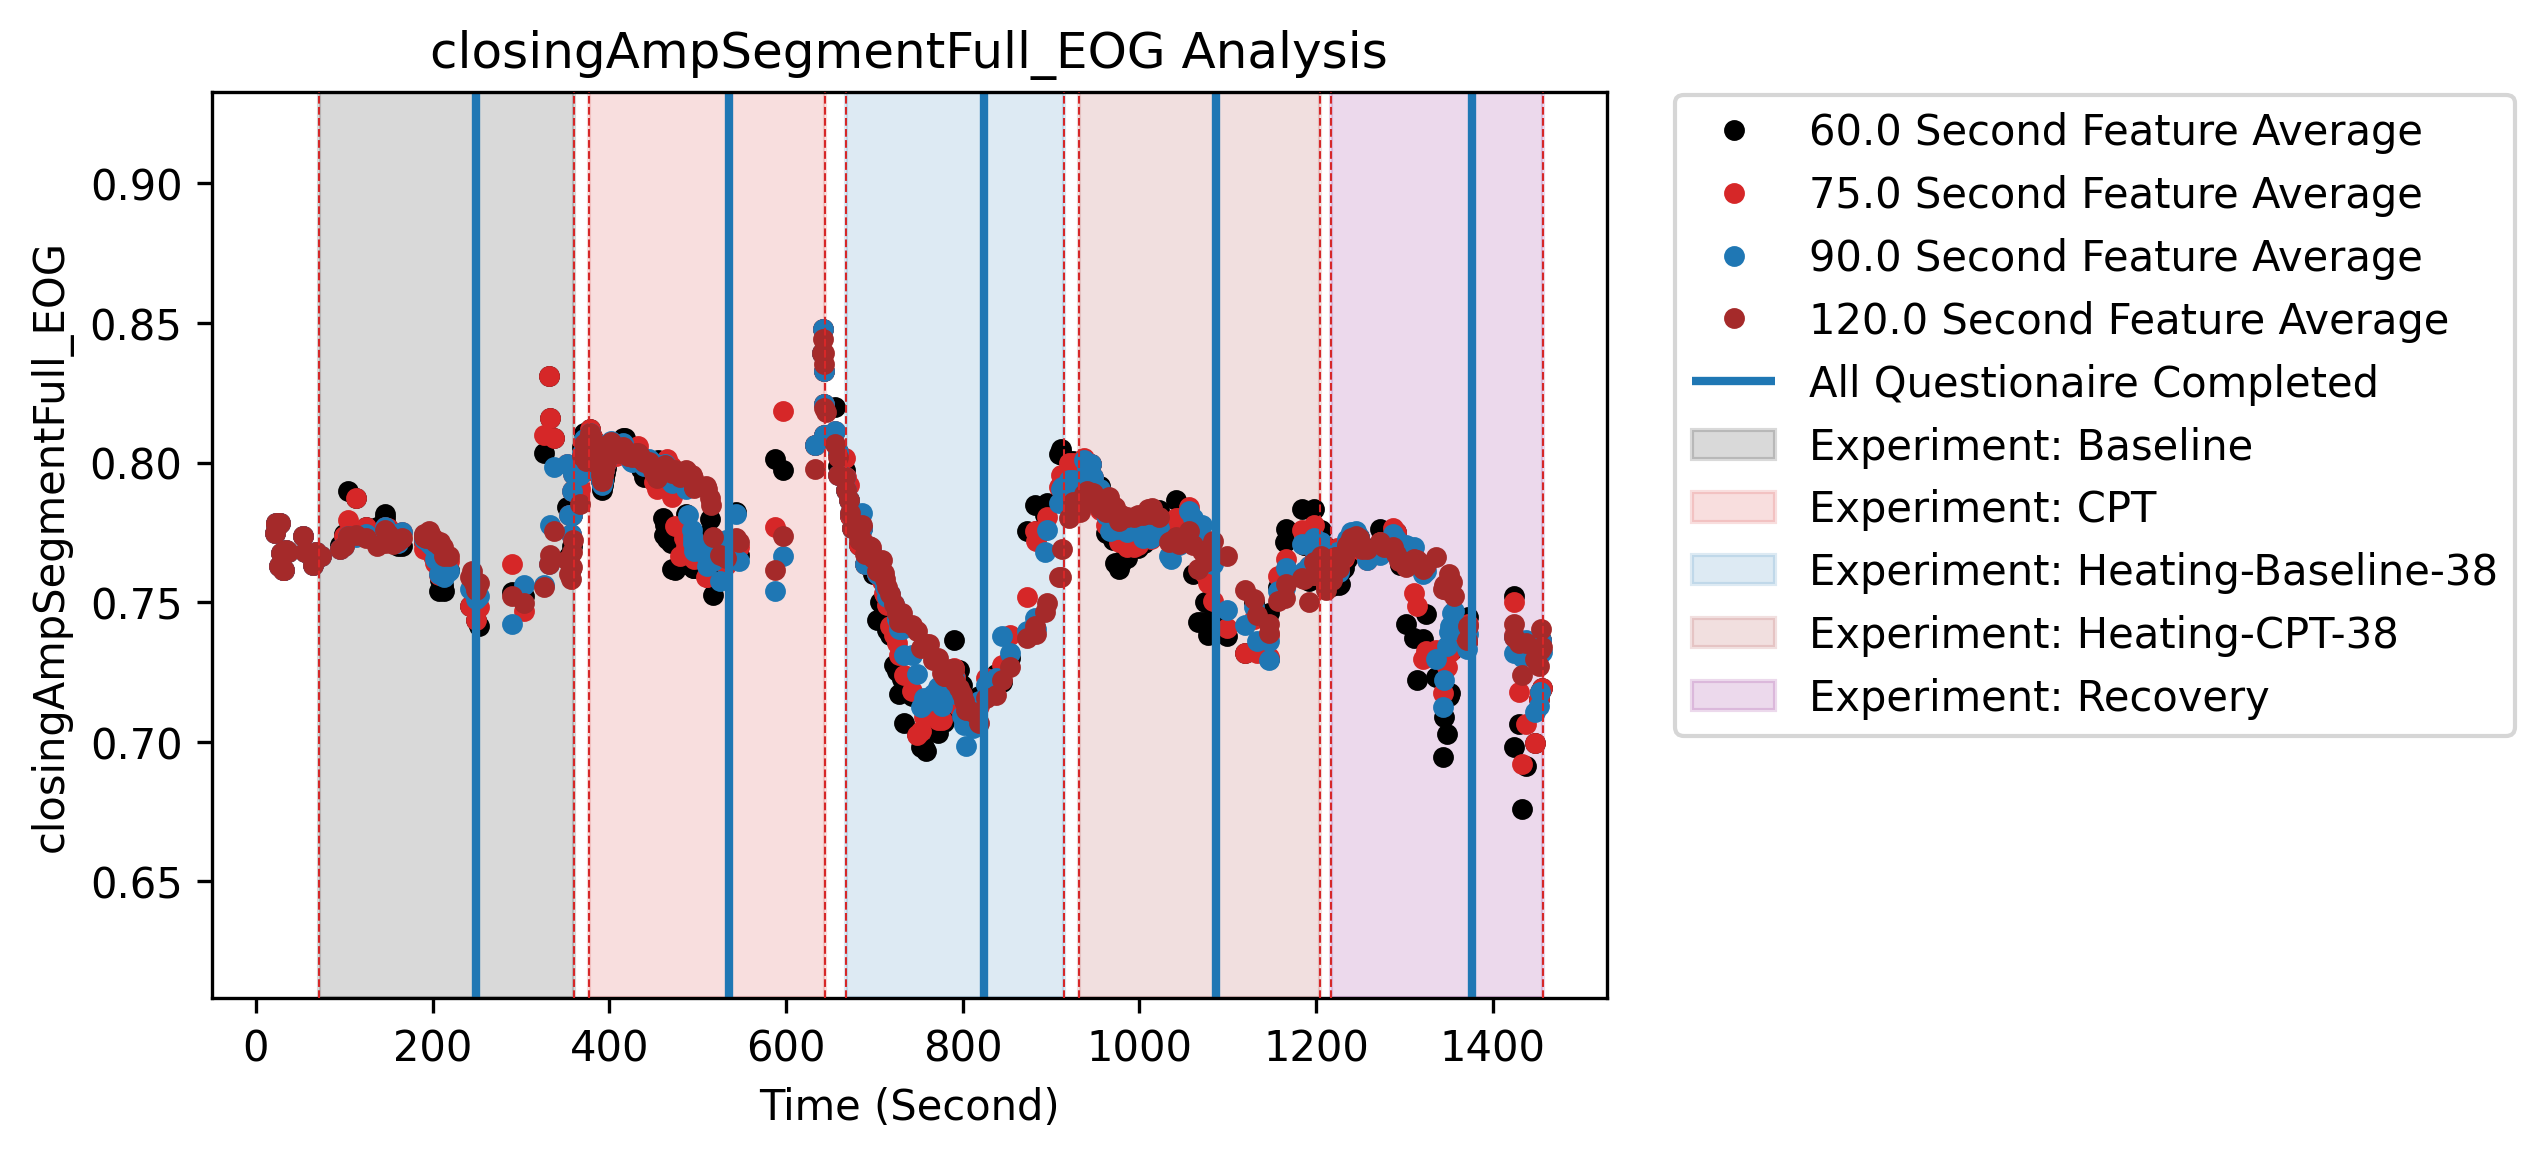 closingAmpSegmentFull_EOG Analysis
closingAmpSegmentFull_EOG
0.90
0.85
0.80
0.75
0.70
0.65
0 200 400 600 800 1000 1200 1400
Time (Second)
60.0 Second Feature Average
75.0 Second Feature Average
90.0 Second Feature Average
120.0 Second Feature Average
All Questionaire Completed
Experiment: Baseline
Experiment: CPT
Experiment: Heating-Baseline-38
Experiment: Heating-CPT-38
Experiment: Recovery